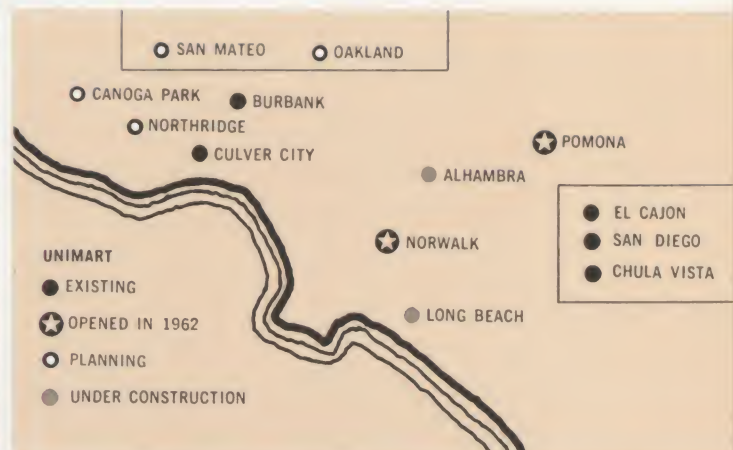 SAN MATEO
OAKLAND
CANOGA PARK
BURBANK
NORTHRIDGE
CULVER CITY
POMONA
ALHAMBRA
EL CAJON
SAN DIEGO
CHULA VISTA
NORWALK
LONG BEACH
UNIMART
EXISTING
OPENED IN 1962
PLANNING
UNDER CONSTRUCTION